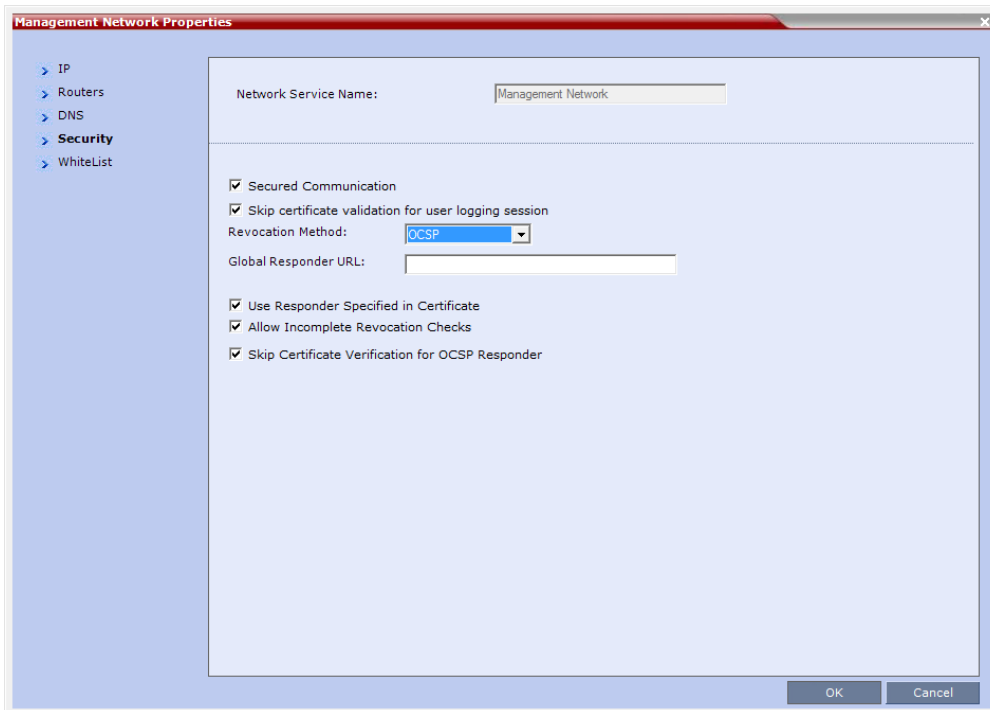 Management Network Properties
IP
Routers
DNS
Security
WhiteList
Network Service Name: Management Network
Secured Communication
Skip certificate validation for user logging session
Revocation Method: OCSP
Global Responder URL:
Use Responder Specified in Certificate
Allow Incomplete Revocation Checks
Skip Certificate Verification for OCSP Responder
OK Cancel